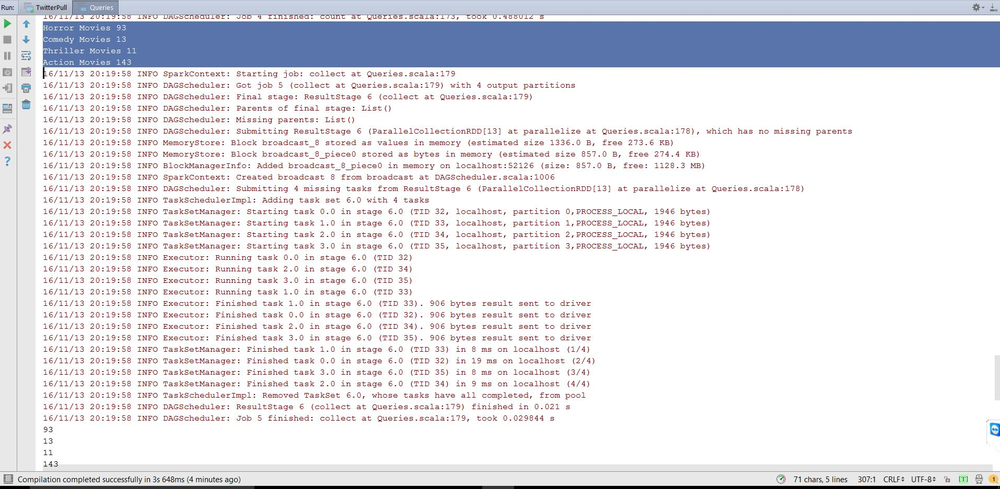 Run: TwitterPull Queries
16/11/13 20:19:58 INFO DAGScheduler: Job 4 finished: count at Queries.scala:173, took 0.488012 s
Horror Movies 93
Comedy Movies 13
Thriller Movies 11
Action Movies 143
16/11/13 20:19:58 INFO SparkContext: Starting job: collect at Queries.scala:179
16/11/13 20:19:58 INFO DAGScheduler: Got job 5 (collect at Queries.scala:179) with 4 output partitions
16/11/13 20:19:58 INFO DAGScheduler: Final stage: ResultStage 6 (collect at Queries.scala:179)
16/11/13 20:19:58 INFO DAGScheduler: Parents of final stage: List()
16/11/13 20:19:58 INFO DAGScheduler: Missing parents: List()
16/11/13 20:19:58 INFO DAGScheduler: Submitting ResultStage 6 (ParallelCollectionRDD[13] at parallelize at Queries.scala:178), which has no missing parents
16/11/13 20:19:58 INFO MemoryStore: Block broadcast_8 stored as values in memory (estimated size 1336.0 B, free 273.6 KB)
16/11/13 20:19:58 INFO MemoryStore: Block broadcast_8_piece0 stored as bytes in memory (estimated size 857.0 B, free 274.4 KB)
16/11/13 20:19:58 INFO BlockManagerInfo: Added broadcast_8_piece0 in memory on localhost:52126 (size: 857.0 B, free: 1128.3 MB)
16/11/13 20:19:58 INFO SparkContext: Created broadcast 8 from broadcast at DAGScheduler.scala:1006
16/11/13 20:19:58 INFO DAGScheduler: Submitting 4 missing tasks from ResultStage 6 (ParallelCollectionRDD[13] at parallelize at Queries.scala:178)
16/11/13 20:19:58 INFO TaskSchedulerImpl: Adding task set 6.0 with 4 tasks
16/11/13 20:19:58 INFO TaskSetManager: Starting task 0.0 in stage 6.0 (TID 32, localhost, partition 0,PROCESS_LOCAL, 1946 bytes)
16/11/13 20:19:58 INFO TaskSetManager: Starting task 1.0 in stage 6.0 (TID 33, localhost, partition 1,PROCESS_LOCAL, 1946 bytes)
16/11/13 20:19:58 INFO TaskSetManager: Starting task 2.0 in stage 6.0 (TID 34, localhost, partition 2,PROCESS_LOCAL, 1946 bytes)
16/11/13 20:19:58 INFO TaskSetManager: Starting task 3.0 in stage 6.0 (TID 35, localhost, partition 3,PROCESS_LOCAL, 1946 bytes)
16/11/13 20:19:58 INFO Executor: Running task 0.0 in stage 6.0 (TID 32)
16/11/13 20:19:58 INFO Executor: Running task 2.0 in stage 6.0 (TID 34)
16/11/13 20:19:58 INFO Executor: Running task 3.0 in stage 6.0 (TID 35)
16/11/13 20:19:58 INFO Executor: Running task 1.0 in stage 6.0 (TID 33)
16/11/13 20:19:58 INFO Executor: Finished task 1.0 in stage 6.0 (TID 33). 906 bytes result sent to driver
16/11/13 20:19:58 INFO Executor: Finished task 0.0 in stage 6.0 (TID 32). 906 bytes result sent to driver
16/11/13 20:19:58 INFO Executor: Finished task 2.0 in stage 6.0 (TID 34). 906 bytes result sent to driver
16/11/13 20:19:58 INFO Executor: Finished task 3.0 in stage 6.0 (TID 35). 906 bytes result sent to driver
16/11/13 20:19:58 INFO TaskSetManager: Finished task 1.0 in stage 6.0 (TID 33) in 8 ms on localhost (1/4)
16/11/13 20:19:58 INFO TaskSetManager: Finished task 0.0 in stage 6.0 (TID 32) in 19 ms on localhost (2/4)
16/11/13 20:19:58 INFO TaskSetManager: Finished task 3.0 in stage 6.0 (TID 35) in 8 ms on localhost (3/4)
16/11/13 20:19:58 INFO TaskSetManager: Finished task 2.0 in stage 6.0 (TID 34) in 9 ms on localhost (4/4)
16/11/13 20:19:58 INFO TaskSchedulerImpl: Removed TaskSet 6.0, whose tasks have all completed, from pool
16/11/13 20:19:58 INFO DAGScheduler: ResultStage 6 (collect at Queries.scala:179) finished in 0.021 s
16/11/13 20:19:58 INFO DAGScheduler: Job 5 finished: collect at Queries.scala:179, took 0.029844 s
93
13
11
143
Compilation completed successfully in 3s 648ms (4 minutes ago) 71 chars, 5 lines 307:1 CRLF UTF-8 [T] 1